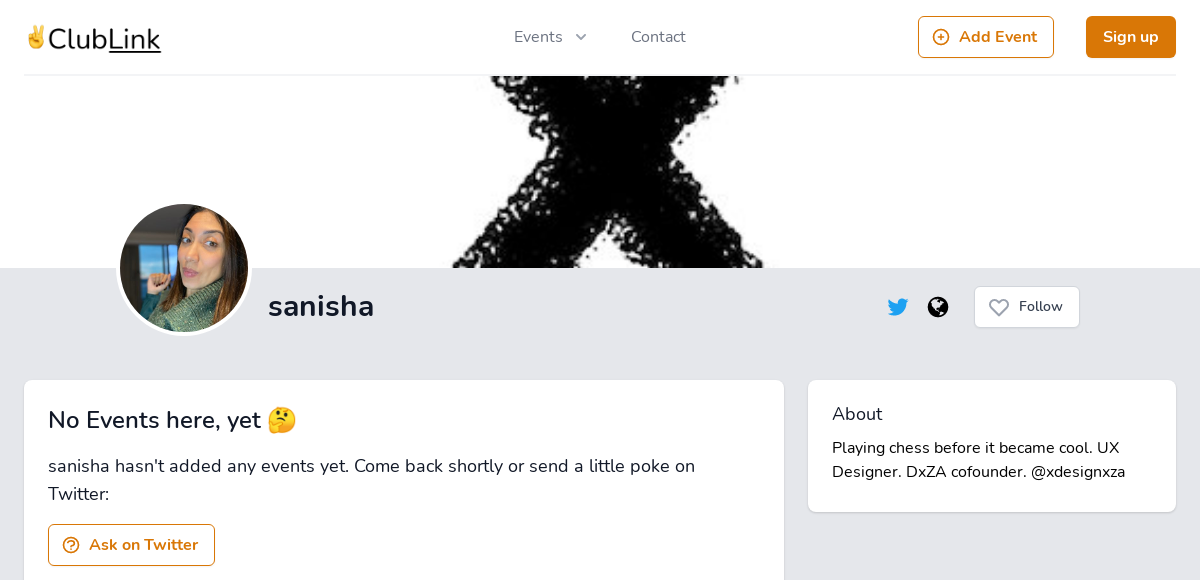 ✌️ClubLink
Events
Contact
Add Event
Sign up
sanisha
Follow
No Events here, yet 🤔
sanisha hasn't added any events yet. Come back shortly or send a little poke on
Twitter:
Ask on Twitter
About
Playing chess before it became cool. UX
Designer. DxZA cofounder. @xdesignxza